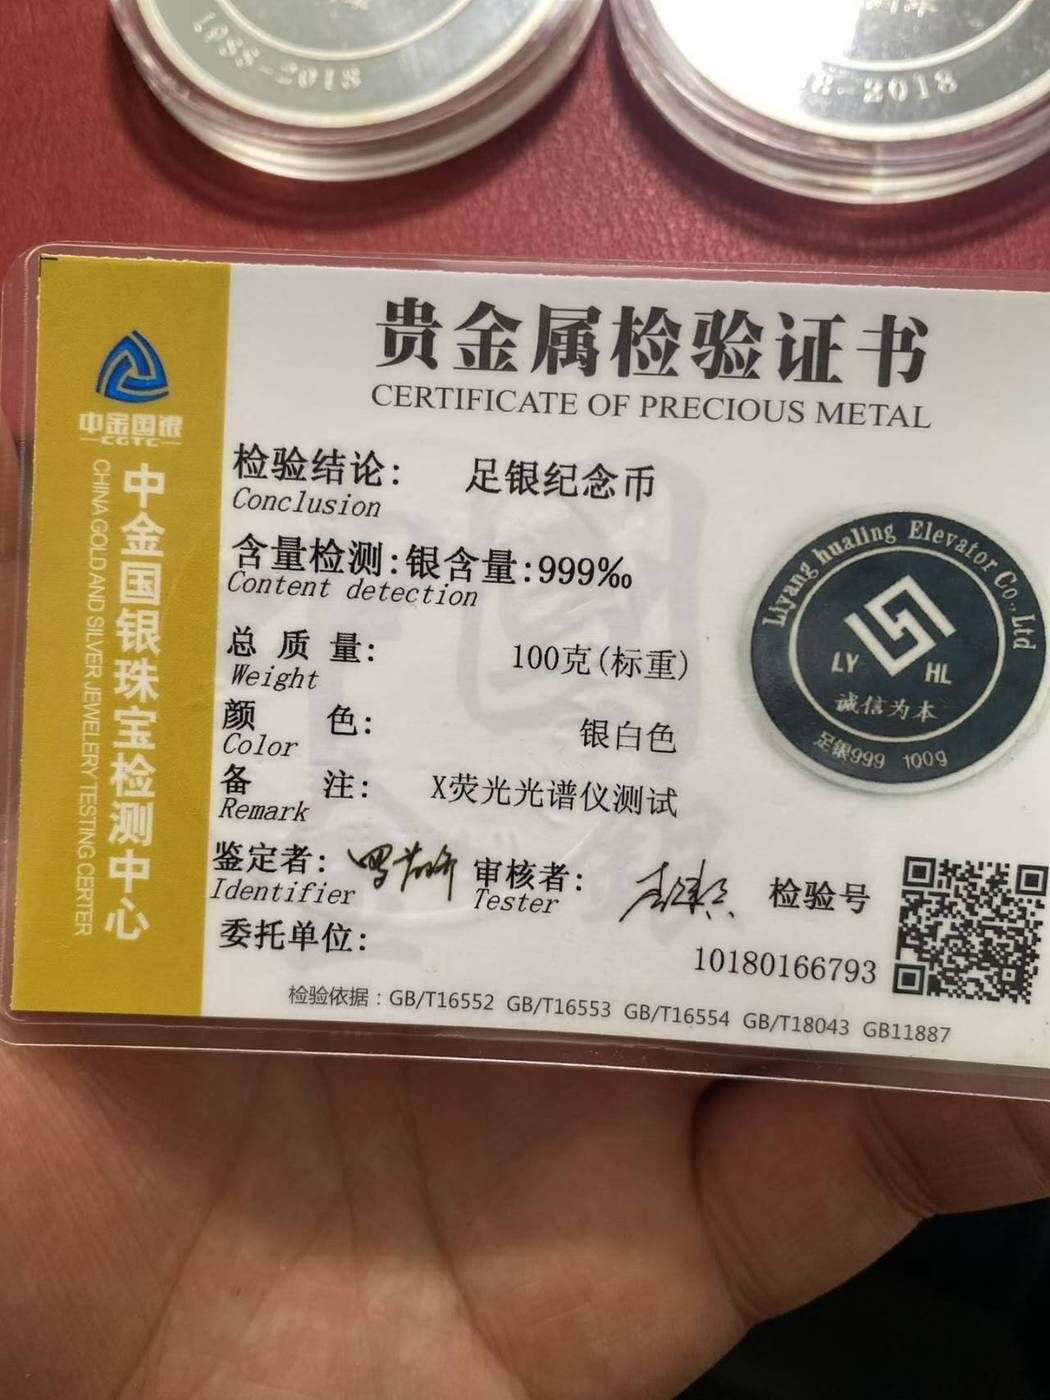 1988-2018
8-2018
贵金属检验证书
CERTIFICATE OF PRECIOUS METAL
中金国银
CGTC
中金国银珠宝检测中心
CHINA GOLD AND SILVER JEWELERY TESTING CERTER
检验结论: 足银纪念币
Conclusion
含量检测:银含量:999‰
Content detection
总 质 量: 100克(标重)
Weight
颜 色: 银白色
Color
备 注: X荧光光谱仪测试
Remark
鉴定者: 审核者: 检验号
Identifier Tester
委托单位: 10180166793
检验依据:GB/T16552 GB/T16553 GB/T16554 GB/T18043 GB11887
Liyang hualing Elevator Co.,Ltd
LY HL
诚信为本
足银999 100g